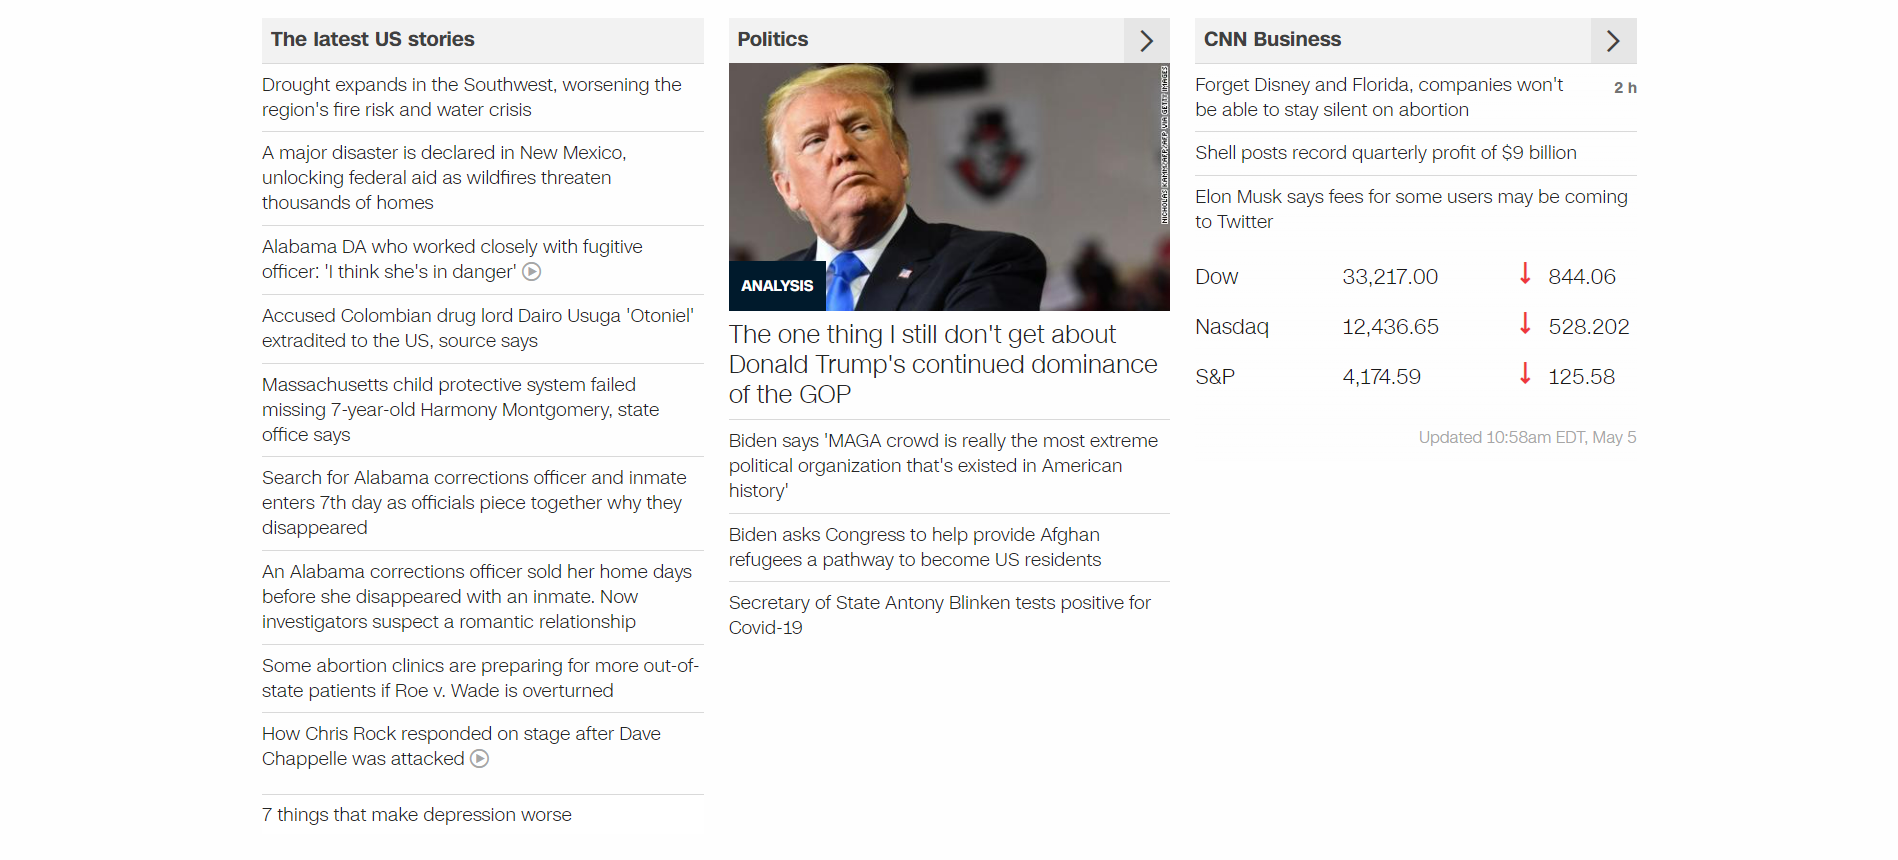 The latest US stories
Drought expands in the Southwest, worsening the
region's fire risk and water crisis
A major disaster is declared in New Mexico,
unlocking federal aid as wildfires threaten
thousands of homes
Alabama DA who worked closely with fugitive
officer: 'I think she's in danger'
Accused Colombian drug lord Dairo Usuga 'Otoniel'
extradited to the US, source says
Massachusetts child protective system failed
missing 7-year-old Harmony Montgomery, state
office says
Search for Alabama corrections officer and inmate
enters 7th day as officials piece together why they
disappeared
An Alabama corrections officer sold her home days
before she disappeared with an inmate. Now
investigators suspect a romantic relationship
Some abortion clinics are preparing for more out-of-
state patients if Roe v. Wade is overturned
How Chris Rock responded on stage after Dave
Chappelle was attacked
7 things that make depression worse
Politics
NICHOLAS KAMM/AFP/AFP VIA GETTY IMAGES
ANALYSIS
The one thing I still don't get about
Donald Trump's continued dominance
of the GOP
Biden says 'MAGA crowd is really the most extreme
political organization that's existed in American
history'
Biden asks Congress to help provide Afghan
refugees a pathway to become US residents
Secretary of State Antony Blinken tests positive for
Covid-19
CNN Business
Forget Disney and Florida, companies won't 2 h
be able to stay silent on abortion
Shell posts record quarterly profit of $9 billion
Elon Musk says fees for some users may be coming
to Twitter
Dow 33,217.00 ↓ 844.06
Nasdaq 12,436.65 ↓ 528.202
S&P 4,174.59 ↓ 125.58
Updated 10:58am EDT, May 5